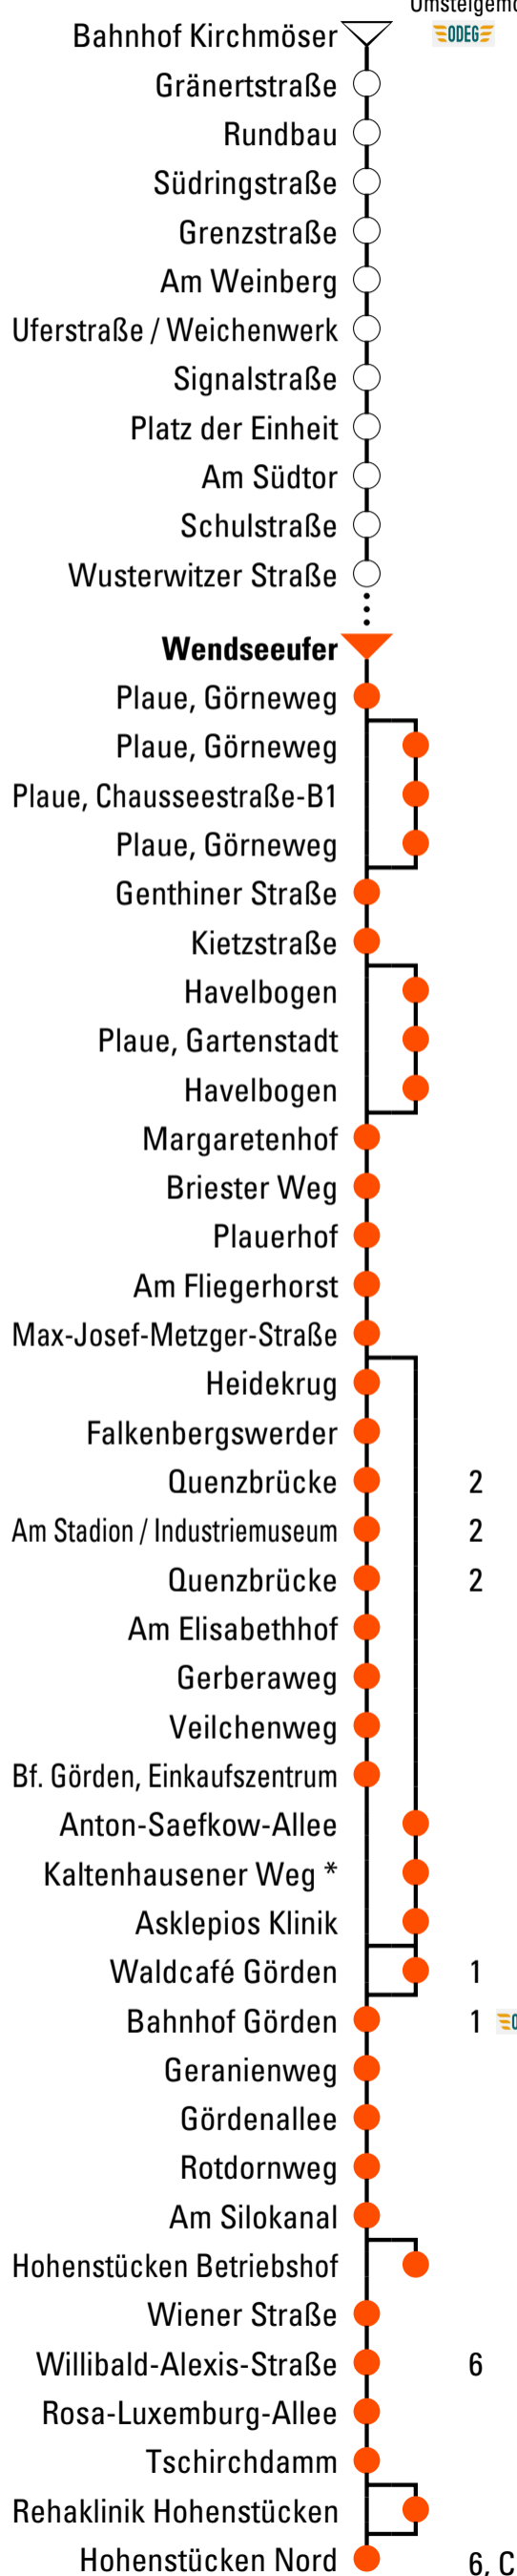 Bahnhof Kirchmöser ODEG
Gränertstraße
Rundbau
Südringstraße
Grenzstraße
Am Weinberg
Uferstraße / Weichenwerk
Signalstraße
Platz der Einheit
Am Südtor
Schulstraße
Wusterwitzer Straße
Wendseeufer
Plaue, Görneweg
Plaue, Görneweg
Plaue, Chausseestraße-B1
Plaue, Görneweg
Genthiner Straße
Kietzstraße
Havelbogen
Plaue, Gartenstadt
Havelbogen
Margaretenhof
Briester Weg
Plauerhof
Am Fliegerhorst
Max-Josef-Metzger-Straße
Heidekrug
Falkenbergswerder
Quenzbrücke 2
Am Stadion / Industriemuseum 2
Quenzbrücke 2
Am Elisabethhof
Gerberaweg
Veilchenweg
Bf. Görden, Einkaufszentrum
Anton-Saefkow-Allee
Kaltenhausener Weg *
Asklepios Klinik
Waldcafé Görden 1
Bahnhof Görden 1
Geranienweg
Gördenallee
Rotdornweg
Am Silokanal
Hohenstücken Betriebshof
Wiener Straße
Willibald-Alexis-Straße 6
Rosa-Luxemburg-Allee
Tschirchdamm
Rehaklinik Hohenstücken
Hohenstücken Nord 6, C